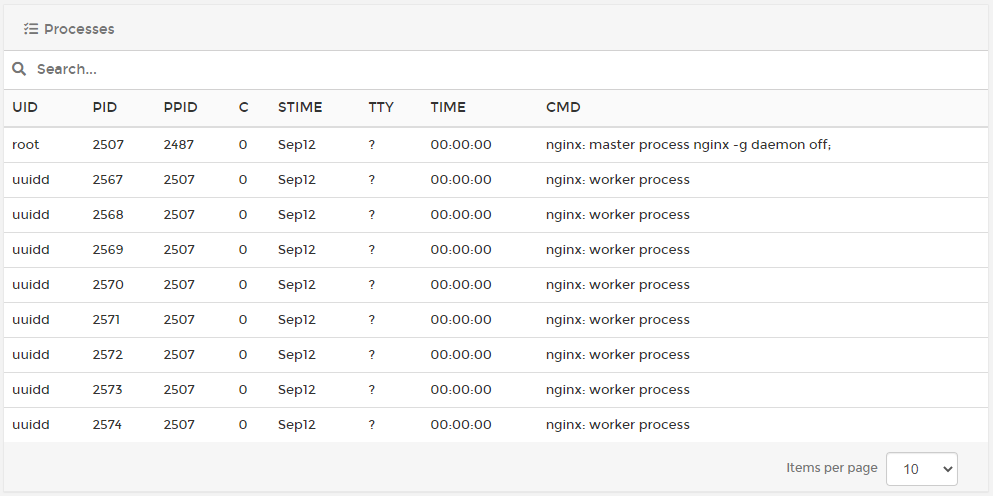 Processes
Search...
UID PID PPID C STIME TTY TIME CMD
root 2507 2487 0 Sep12 ? 00:00:00 nginx: master process nginx -g daemon off;
uuidd 2567 2507 0 Sep12 ? 00:00:00 nginx: worker process
uuidd 2568 2507 0 Sep12 ? 00:00:00 nginx: worker process
uuidd 2569 2507 0 Sep12 ? 00:00:00 nginx: worker process
uuidd 2570 2507 0 Sep12 ? 00:00:00 nginx: worker process
uuidd 2571 2507 0 Sep12 ? 00:00:00 nginx: worker process
uuidd 2572 2507 0 Sep12 ? 00:00:00 nginx: worker process
uuidd 2573 2507 0 Sep12 ? 00:00:00 nginx: worker process
uuidd 2574 2507 0 Sep12 ? 00:00:00 nginx: worker process
Items per page 10